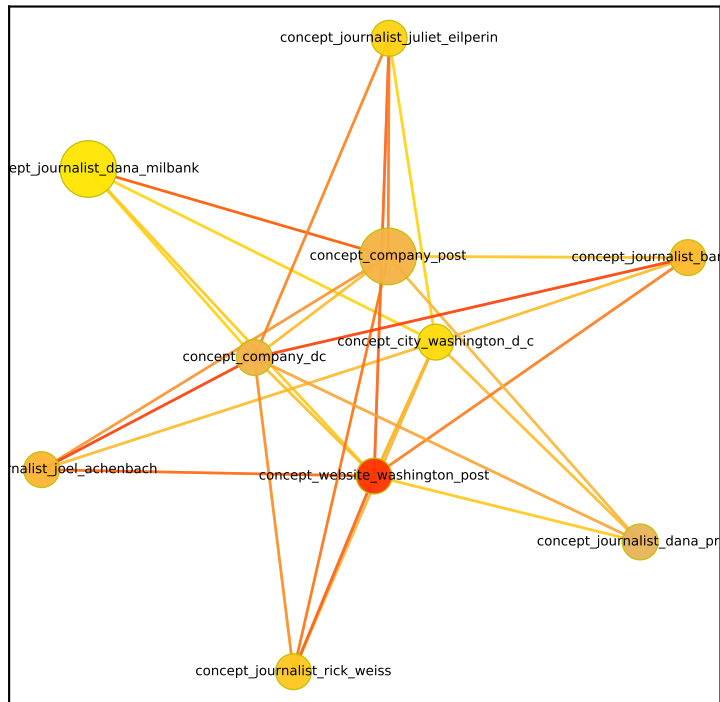 concept_journalist_juliet_eilperin
ept_journalist_dana_milbank
concept_company_post
concept_journalist_bar
concept_city_washington_d_c
concept_company_dc
rnalist_joel_achenbach
concept_website_washington_post
concept_journalist_dana_pr
concept_journalist_rick_weiss